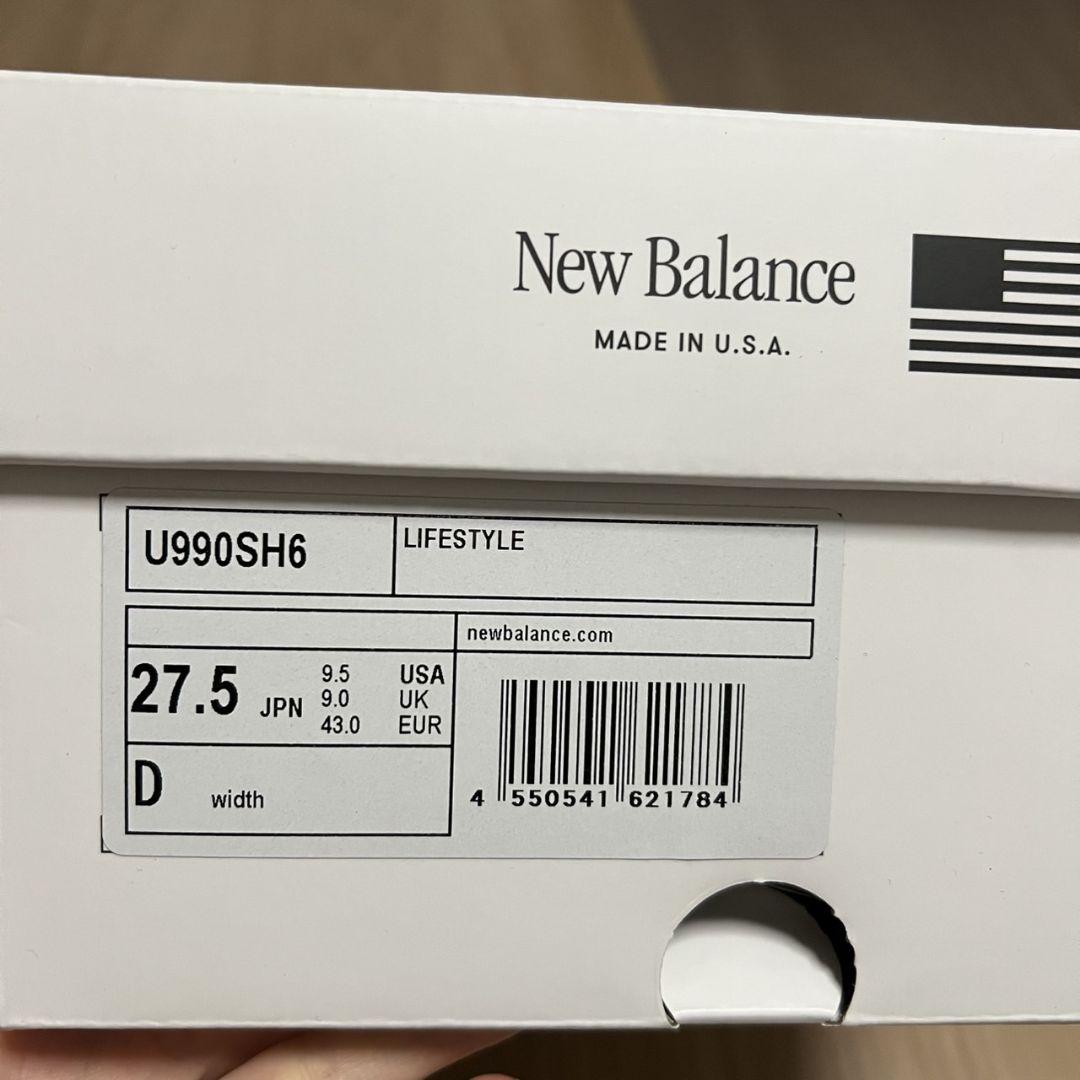 New Balance
MADE IN U.S.A.
U990SH6
LIFESTYLE
newbalance.com
27.5 JPN
9.5 USA
9.0 UK
43.0 EUR
D width
4 550541 621784